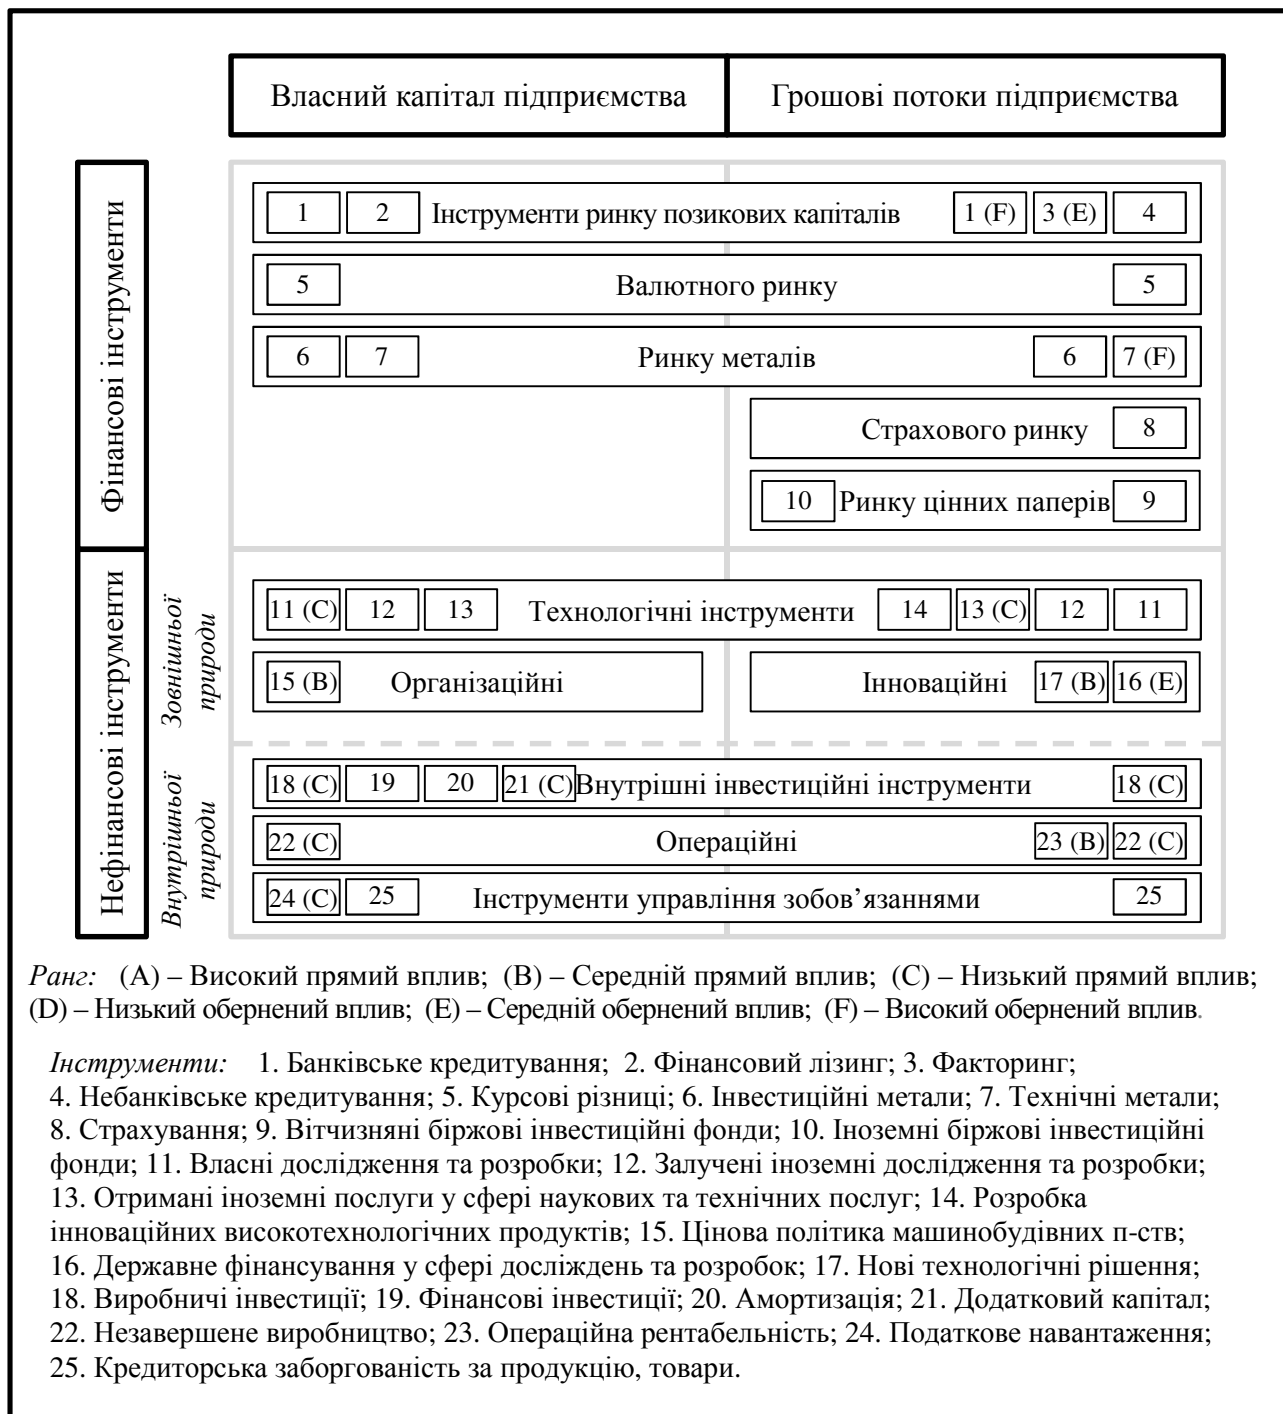 Власний капітал підприємства
Грошові потоки підприємства
Фінансові інструменти
1 2 Інструменти ринку позикових капіталів 1 (F) 3 (E) 4
5 Валютного ринку 5
6 7 Ринку металів 6 7 (F)
Страхового ринку 8
10 Ринку цінних паперів 9
Нефінансові інструменти
Зовнішньої
природи
11 (C) 12 13 Технологічні інструменти 14 13 (C) 12 11
15 (B) Організаційні
Інноваційні 17 (B) 16 (E)
Внутрішньої
природи
18 (C) 19 20 21 (C) Внутрішні інвестиційні інструменти 18 (C)
22 (C) Операційні 23 (B) 22 (C)
24 (C) 25 Інструменти управління зобов’язаннями 25
Ранг: (A) – Високий прямий вплив; (B) – Середній прямий вплив; (C) – Низький прямий вплив;
(D) – Низький обернений вплив; (E) – Середній обернений вплив; (F) – Високий обернений вплив.
Інструменти: 1. Банківське кредитування; 2. Фінансовий лізинг; 3. Факторинг;
4. Небанківське кредитування; 5. Курсові різниці; 6. Інвестиційні метали; 7. Технічні метали;
8. Страхування; 9. Вітчизняні біржові інвестиційні фонди; 10. Іноземні біржові інвестиційні
фонди; 11. Власні дослідження та розробки; 12. Залучені іноземні дослідження та розробки;
13. Отримані іноземні послуги у сфері наукових та технічних послуг; 14. Розробка
інноваційних високотехнологічних продуктів; 15. Цінова політика машинобудівних п-ств;
16. Державне фінансування у сфері досліждень та розробок; 17. Нові технологічні рішення;
18. Виробничі інвестиції; 19. Фінансові інвестиції; 20. Амортизація; 21. Додатковий капітал;
22. Незавершене виробництво; 23. Операційна рентабельність; 24. Податкове навантаження;
25. Кредиторська заборгованість за продукцію, товари.